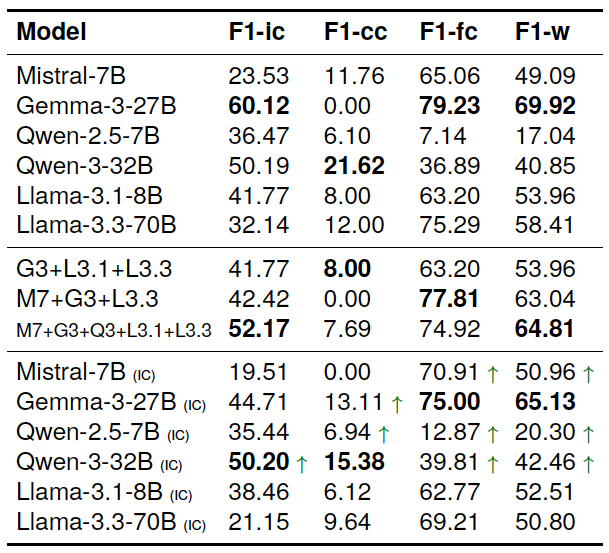 Model F1-ic F1-cc F1-fc F1-w
Mistral-7B 23.53 11.76 65.06 49.09
Gemma-3-27B 60.12 0.00 79.23 69.92
Qwen-2.5-7B 36.47 6.10 7.14 17.04
Qwen-3-32B 50.19 21.62 36.89 40.85
Llama-3.1-8B 41.77 8.00 63.20 53.96
Llama-3.3-70B 32.14 12.00 75.29 58.41
G3+L3.1+L3.3 41.77 8.00 63.20 53.96
M7+G3+L3.3 42.42 0.00 77.81 63.04
M7+G3+Q3+L3.1+L3.3 52.17 7.69 74.92 64.81
Mistral-7B (IC) 19.51 0.00 70.91 ↑ 50.96 ↑
Gemma-3-27B (IC) 44.71 13.11 ↑ 75.00 65.13
Qwen-2.5-7B (IC) 35.44 6.94 ↑ 12.87 ↑ 20.30 ↑
Qwen-3-32B (IC) 50.20 ↑ 15.38 39.81 ↑ 42.46 ↑
Llama-3.1-8B (IC) 38.46 6.12 62.77 52.51
Llama-3.3-70B (IC) 21.15 9.64 69.21 50.80